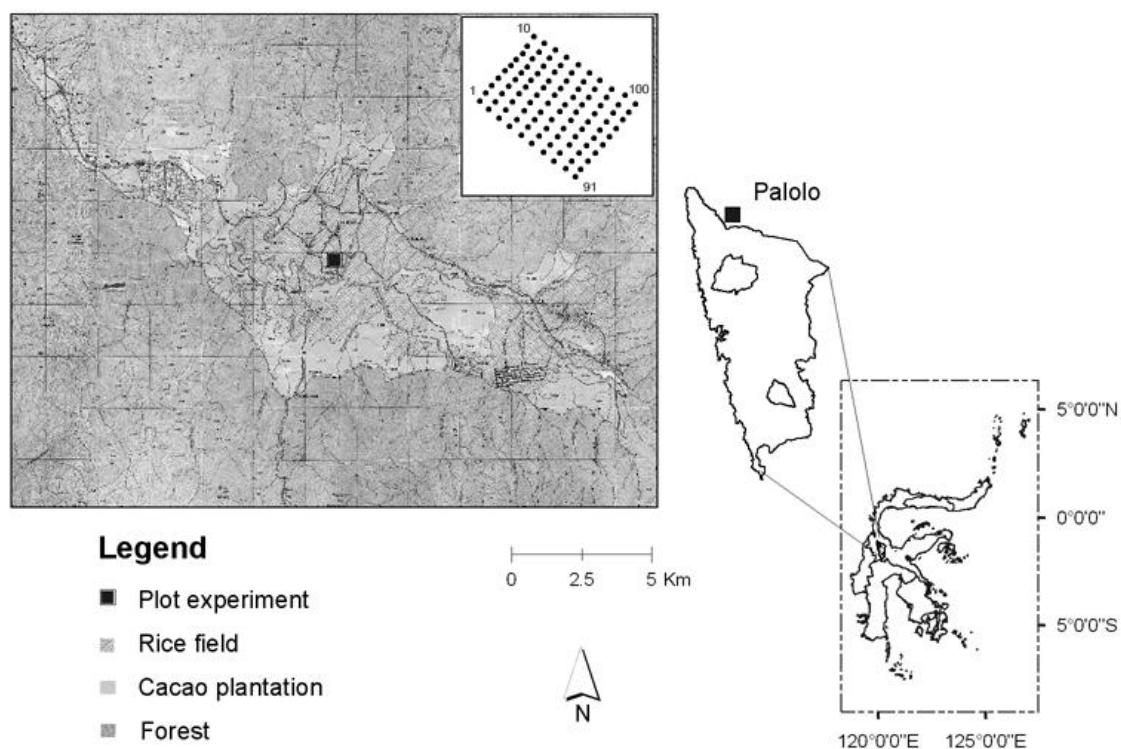 10
1
100
91
Palolo
5°0'0"N
0°0'0"
5°0'0"S
120°0'0"E
125°0'0"E
Legend
Plot experiment
Rice field
Cacao plantation
Forest
0
2.5
5 Km
N